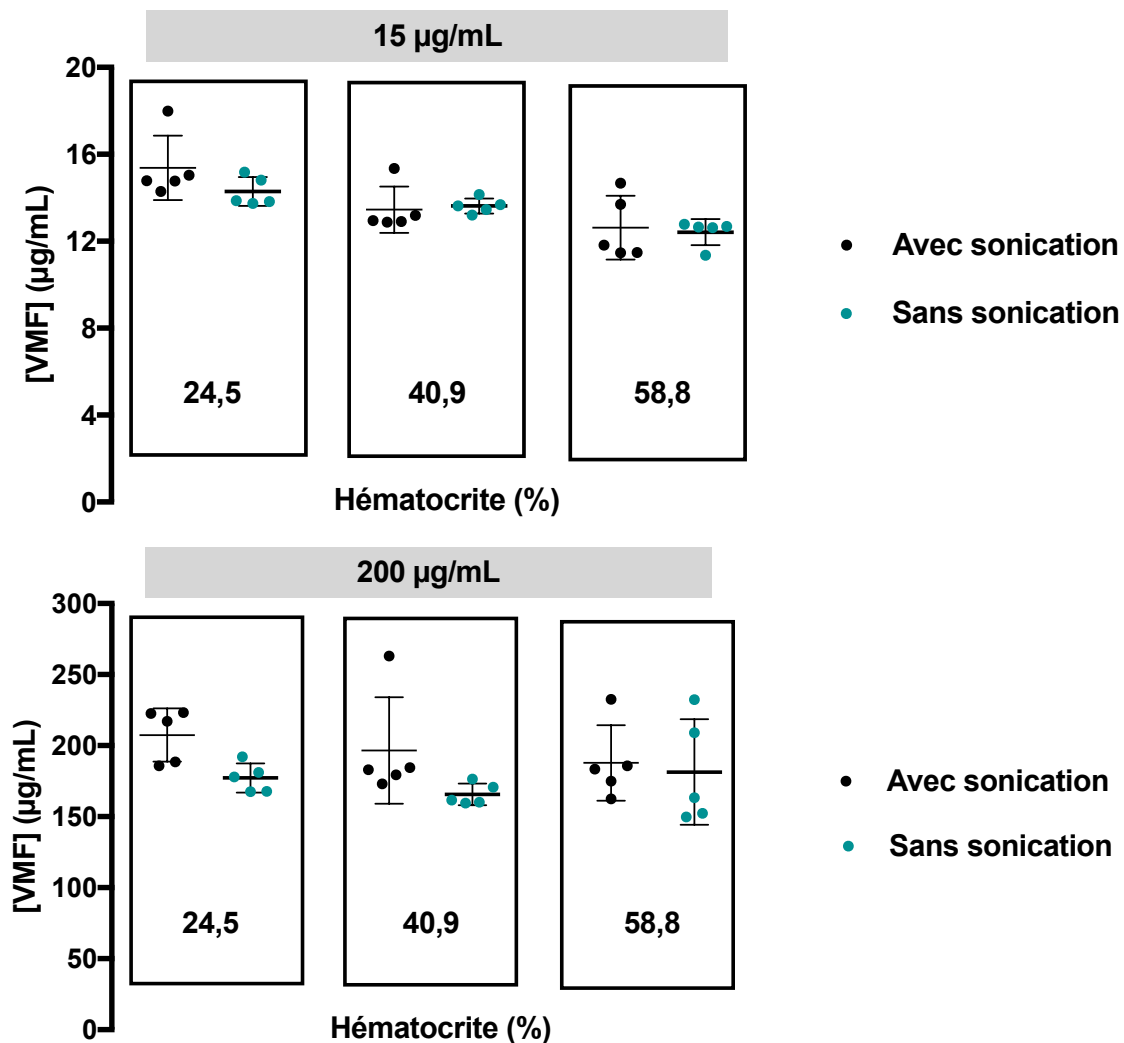 15 µg/mL
20
16
12
8
4
0
[VMF] (µg/mL)
24,5
40,9
58,8
Hématocrite (%)
Avec sonication
Sans sonication
200 µg/mL
300
250
200
150
100
50
0
[VMF] (µg/mL)
24,5
40,9
58,8
Hématocrite (%)
Avec sonication
Sans sonication